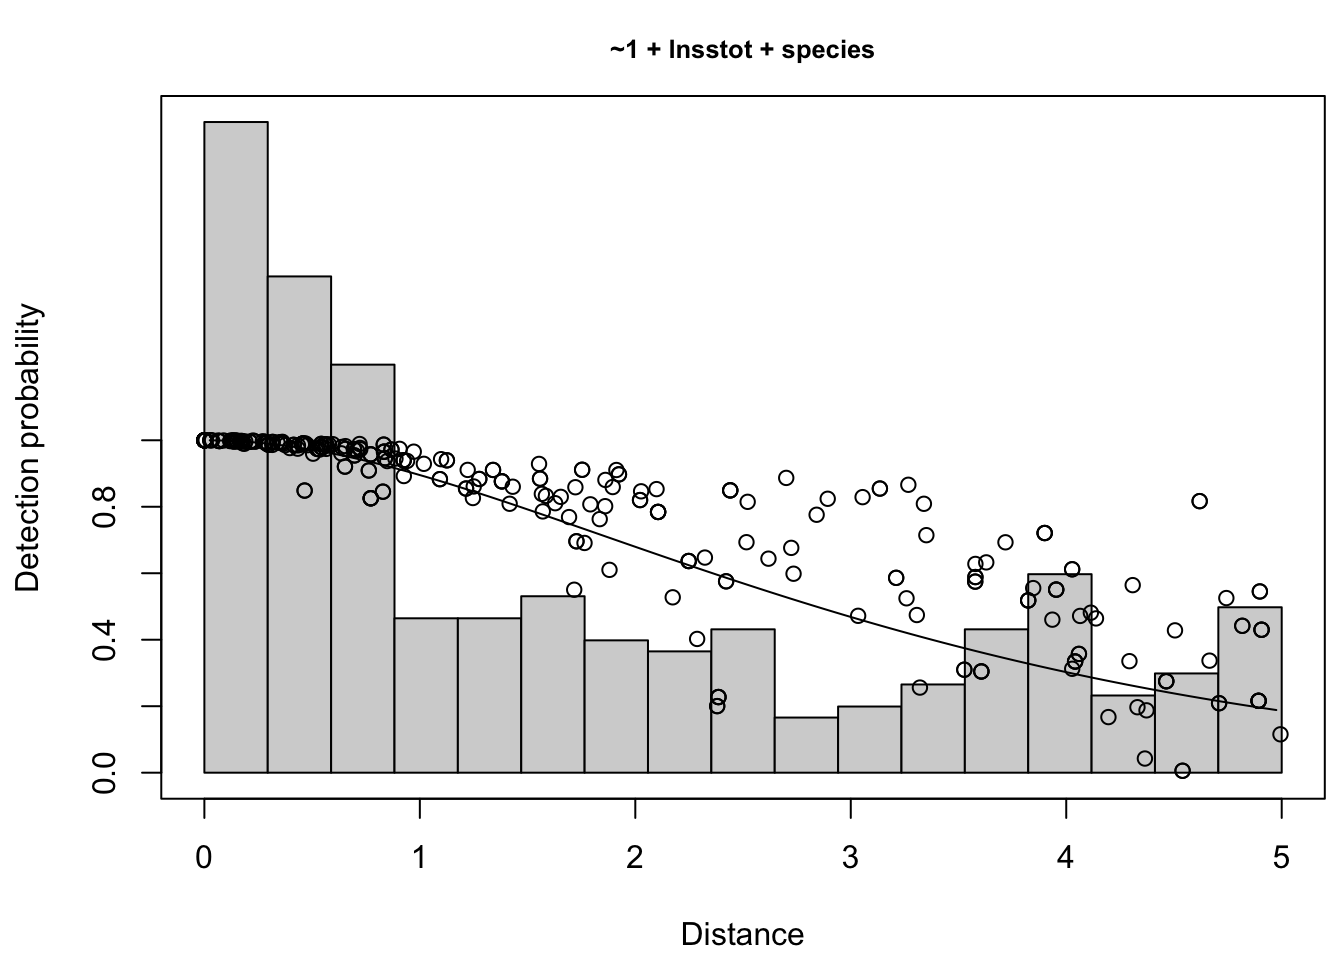 ~1 + lnsstot + species
Detection probability
0.8
0.4
0.0
0 1 2 3 4 5
Distance